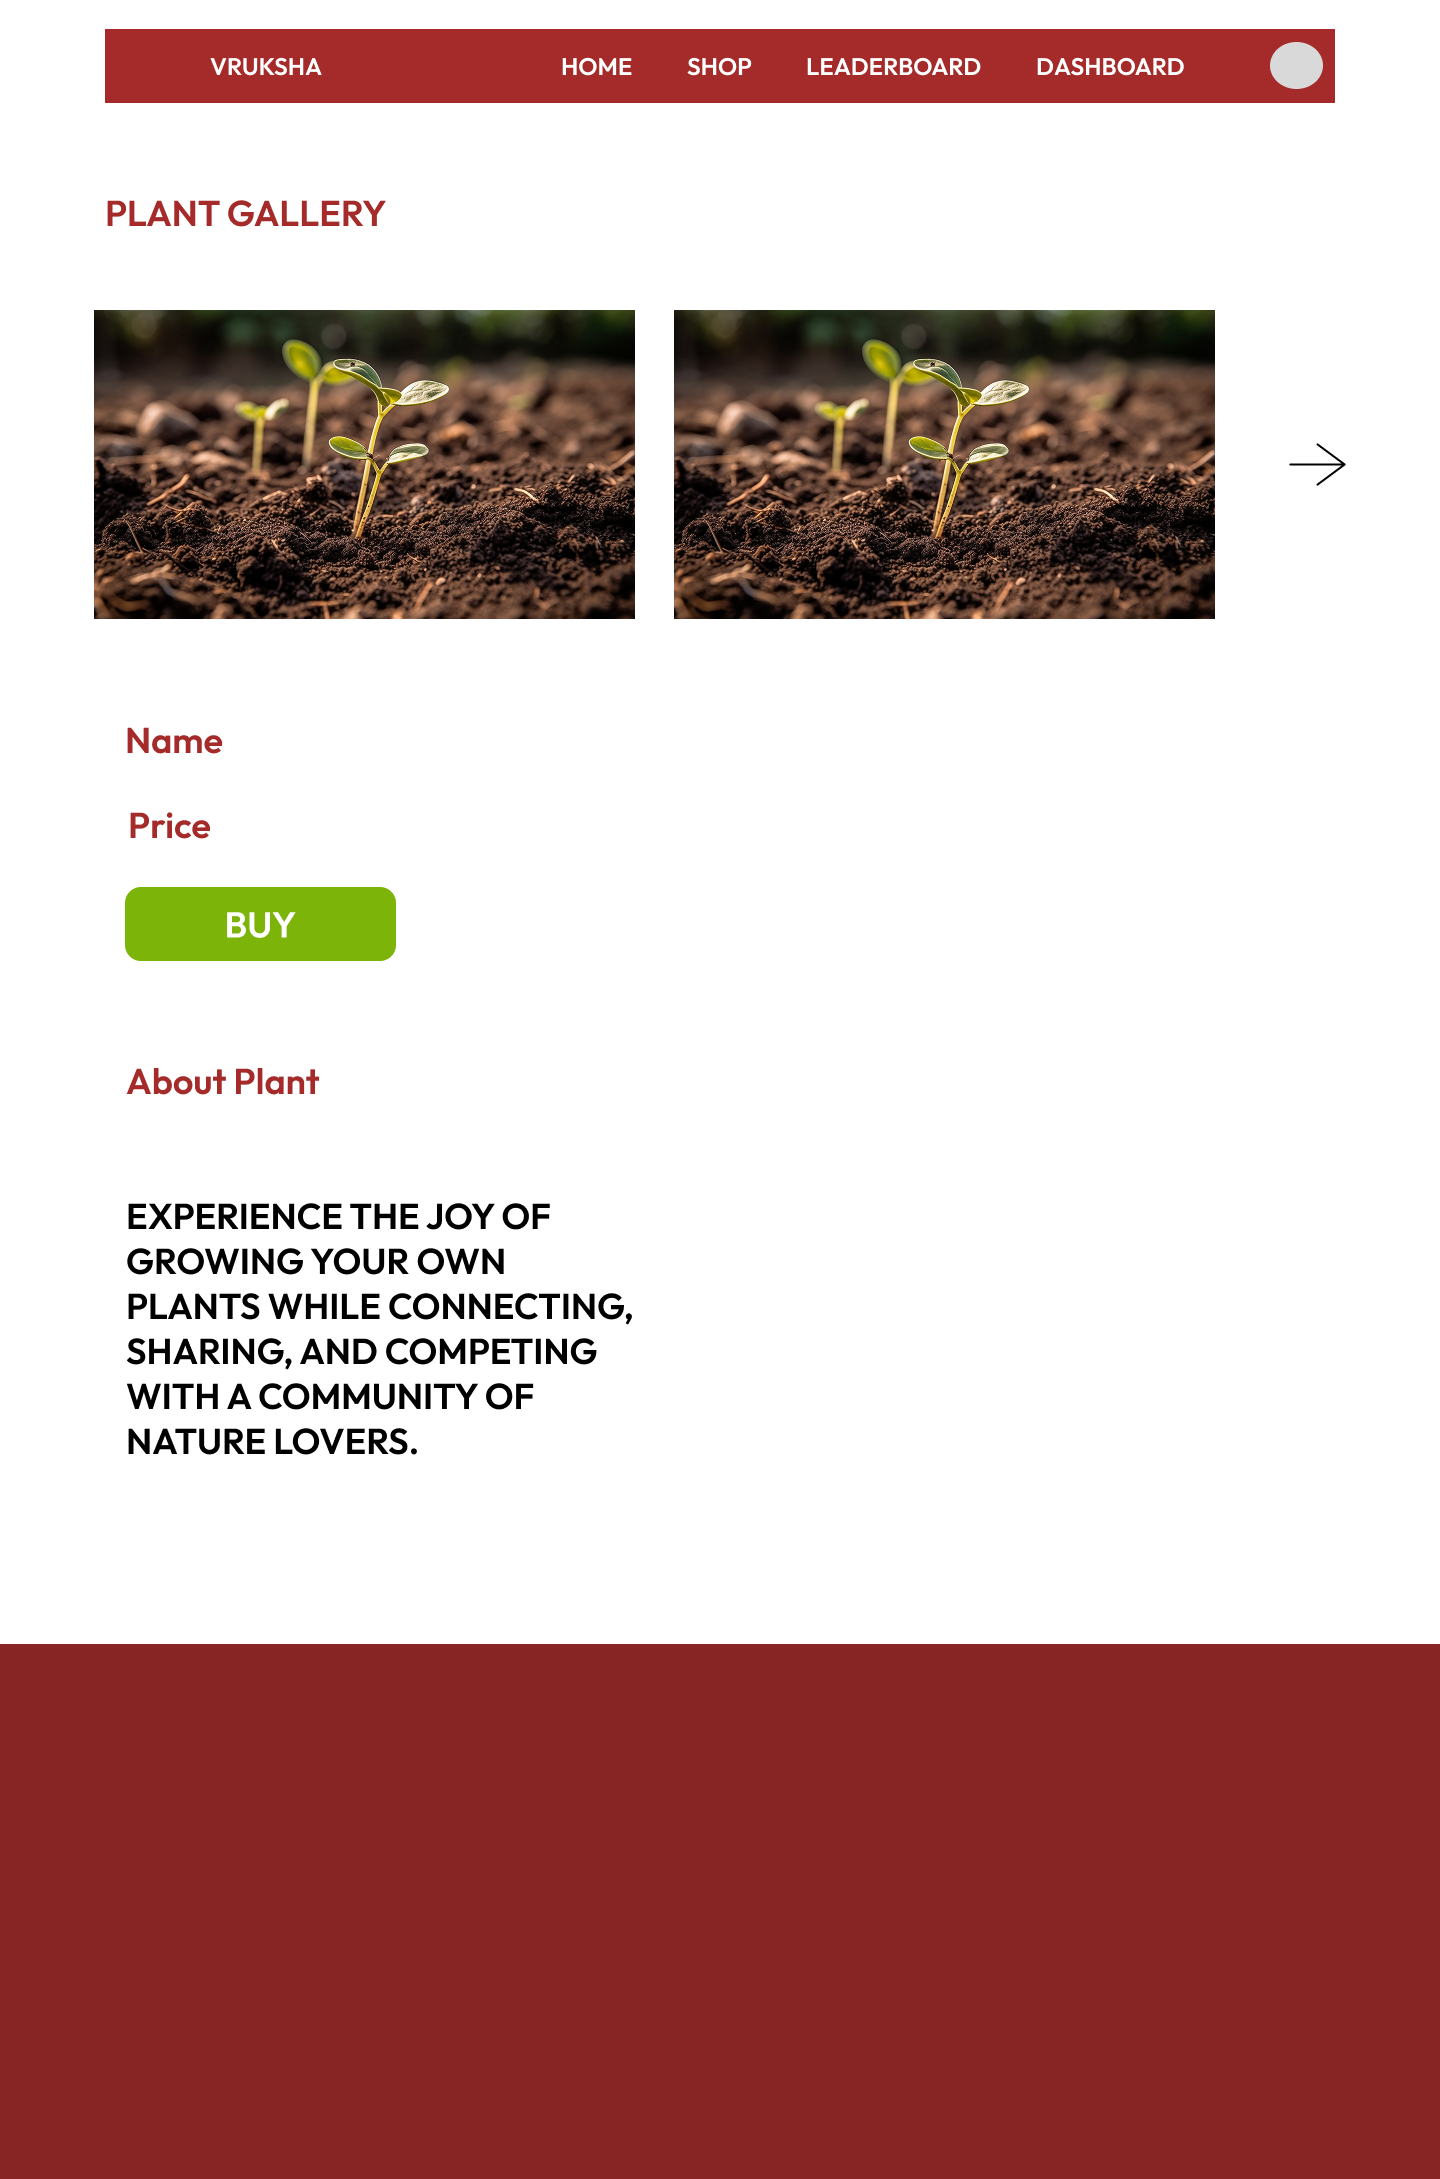 VRUKSHA HOME SHOP LEADERBOARD DASHBOARD
PLANT GALLERY
Name
Price
BUY
About Plant
EXPERIENCE THE JOY OF
GROWING YOUR OWN
PLANTS WHILE CONNECTING,
SHARING, AND COMPETING
WITH A COMMUNITY OF
NATURE LOVERS.